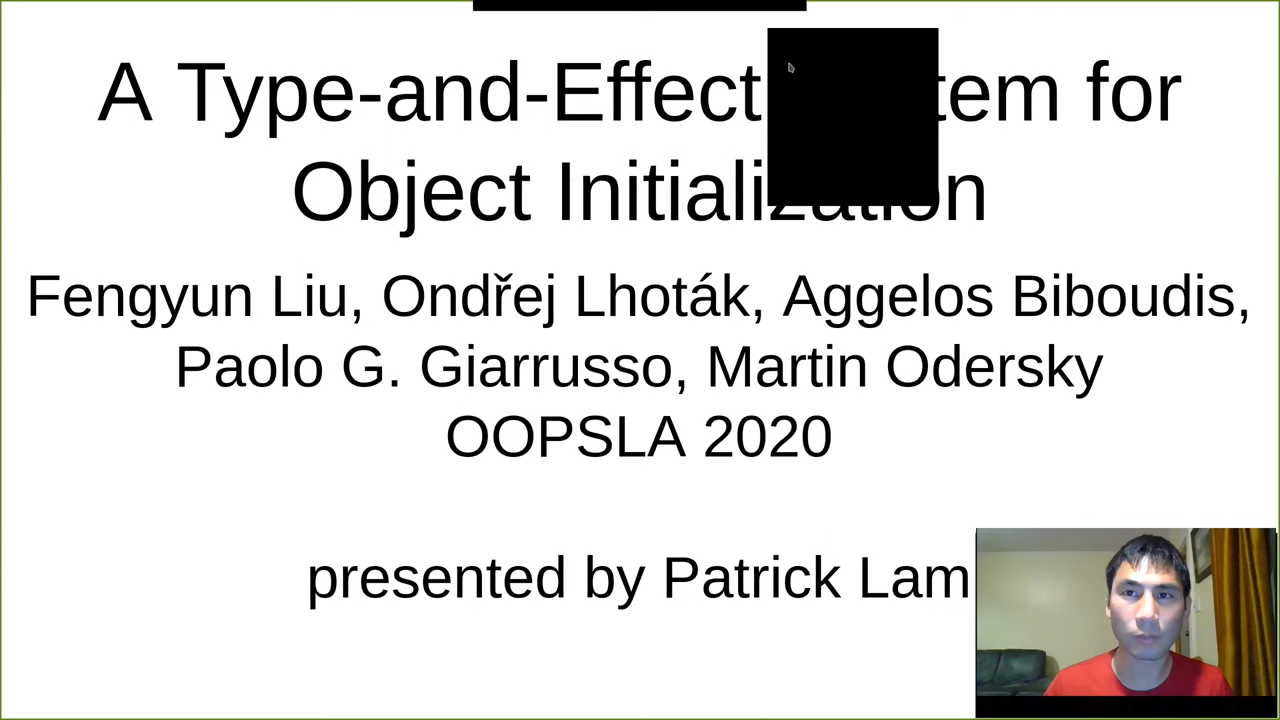 A Type-and-Effect tem for
Object Initialization
Fengyun Liu, Ondřej Lhoták, Aggelos Biboudis,
Paolo G. Giarrusso, Martin Odersky
OOPSLA 2020
presented by Patrick Lam